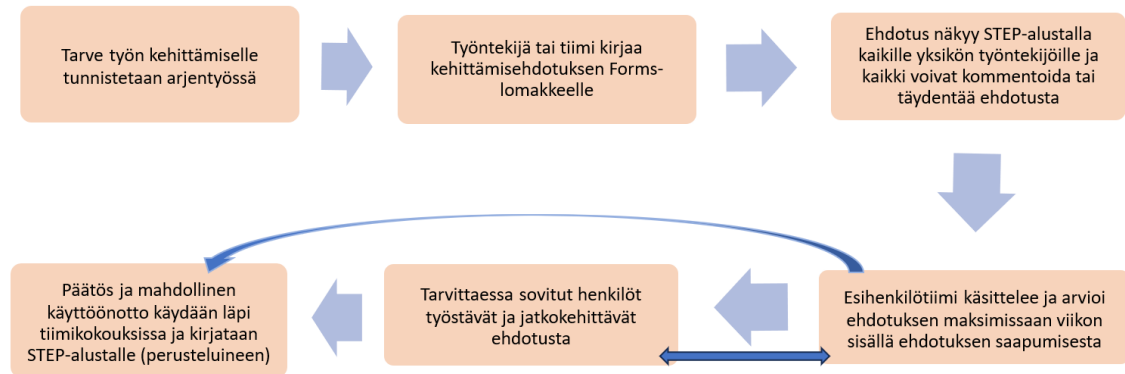 Tarve työn kehittämiselle
tunnistetaan arjentyössä
Työntekijä tai tiimi kirjaa
kehittämisehdotuksen Forms-
lomakkeelle
Ehdotus näkyy STEP-alustalla
kaikille yksikön työntekijöille ja
kaikki voivat kommentoida tai
täydentää ehdotusta
Esihenkilötiimi käsittelee ja arvioi
ehdotuksen maksimissaan viikon
sisällä ehdotuksen saapumisesta
Tarvittaessa sovitut henkilöt
työstävät ja jatkokehittävät
ehdotusta
Päätös ja mahdollinen
käyttöönotto käydään läpi
tiimikokouksissa ja kirjataan
STEP-alustalle (perusteluineen)